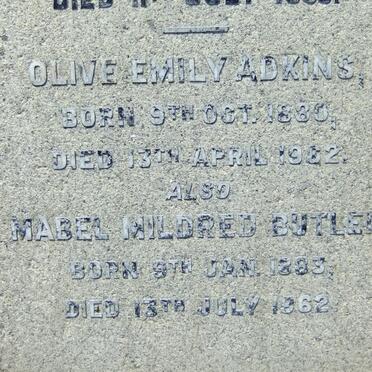 DIED
OLIVE EMILY ADKINS,
BORN 9TH OCT. 1880,
DIED 13TH APRIL 1962.
ALSO
MABEL MILDRED BUTLE
BORN 9TH JAN. 1883,
DIED 13TH JULY 1962.